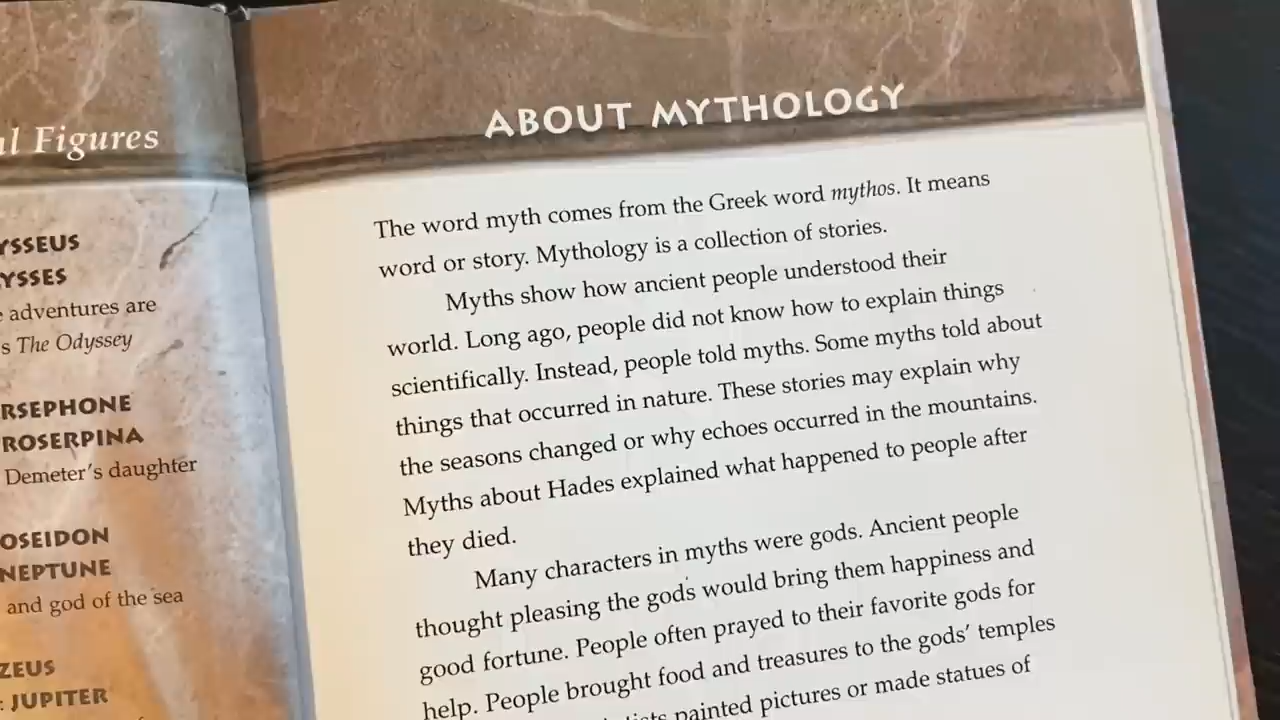 Figures
adventures are
The Odyssey
Demeter's daughter
and god of the sea
ZEUS
: JUPITER
ABOUT MYTHOLOGY
The word myth comes from the Greek word mythos. It means
word or story. Mythology is a collection of stories.
Myths show how ancient people understood their
world. Long ago, people did not know how to explain things
scientifically. Instead, people told myths. Some myths told about
things that occurred in nature. These stories may explain why
the seasons changed or why echoes occurred in the mountains.
Myths about Hades explained what happened to people after
they died.
Many characters in myths were gods. Ancient people
thought pleasing the gods would bring them happiness and
good fortune. People often prayed to their favorite gods for
help. People brought food and treasures to the gods' temples
painted pictures or made statues of